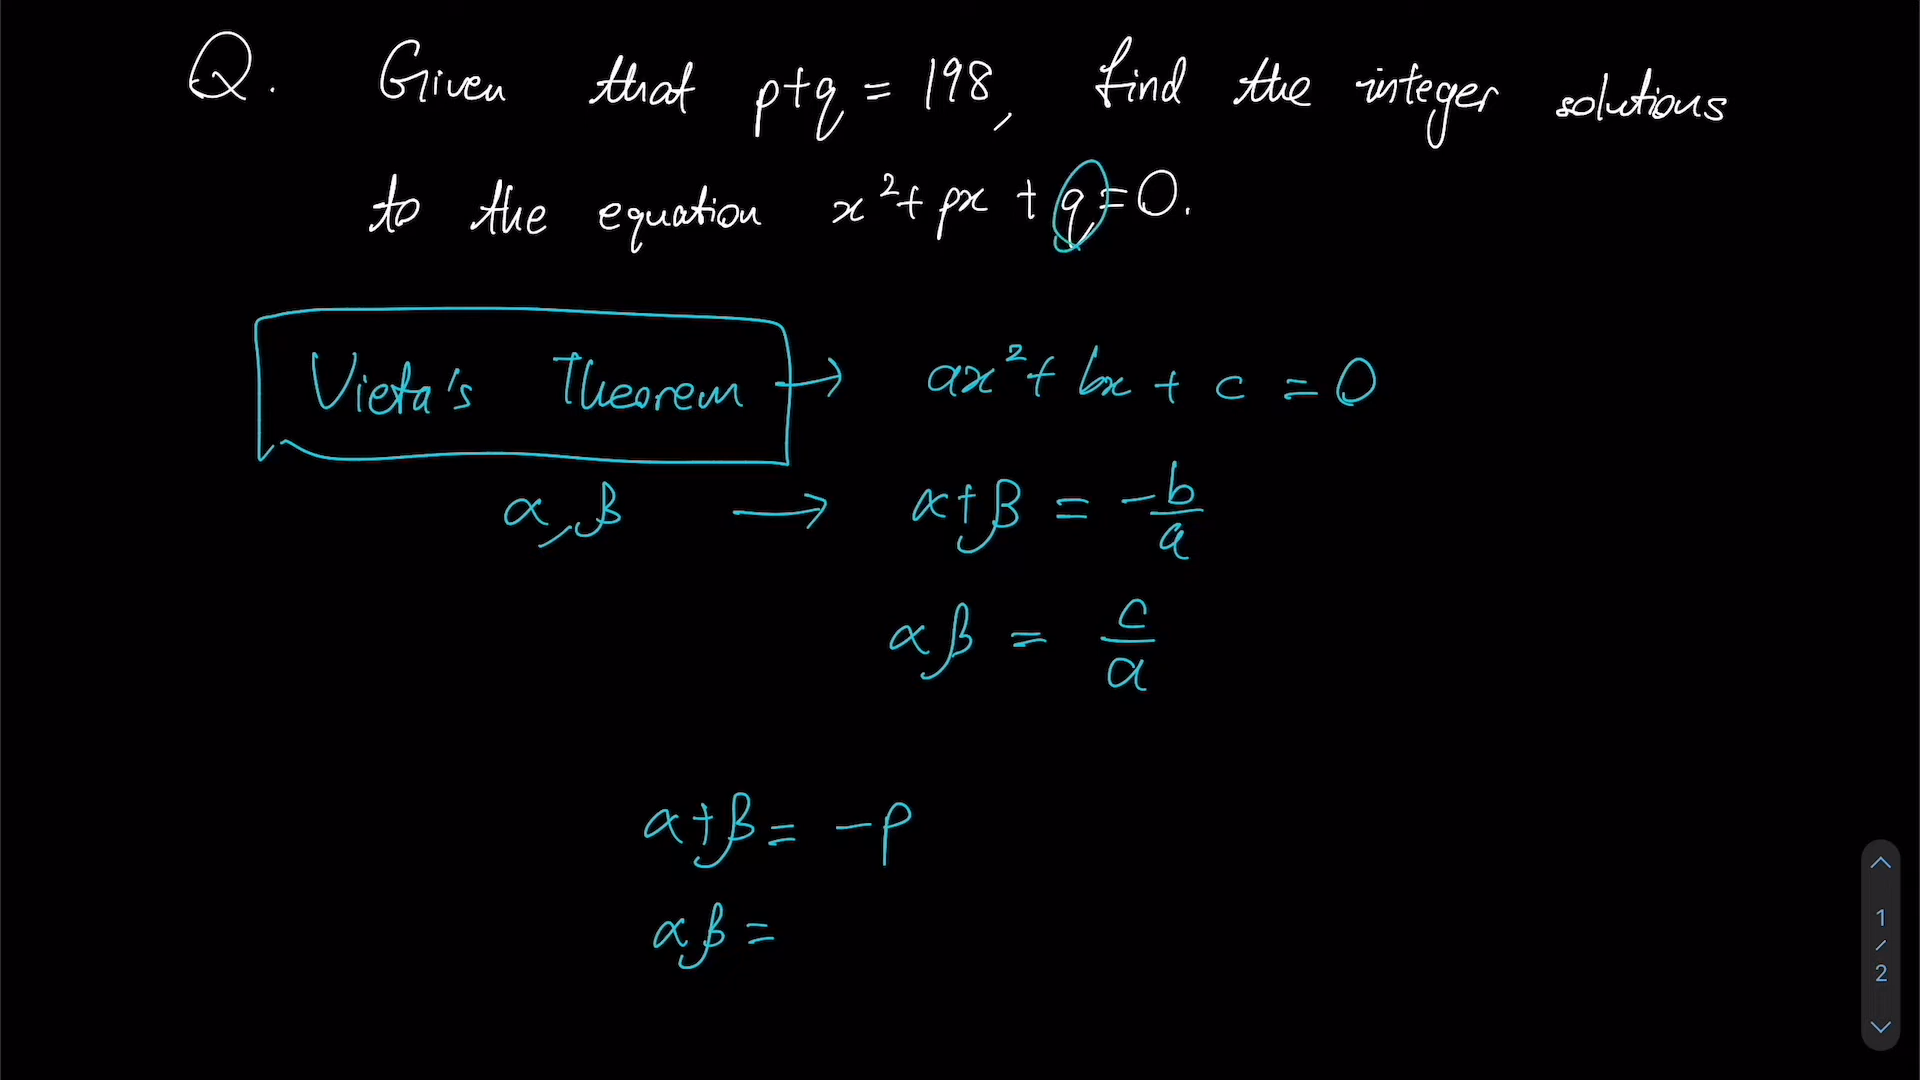 Q. Given that p+q = 198, find the integer solutions
to the equation x²+ px + q = 0.
Vieta's Theorem → ax²+ bx + c = 0
α, β → α+β = -b/a
αβ = c/a
α+β = -p
αβ =
1
/
2